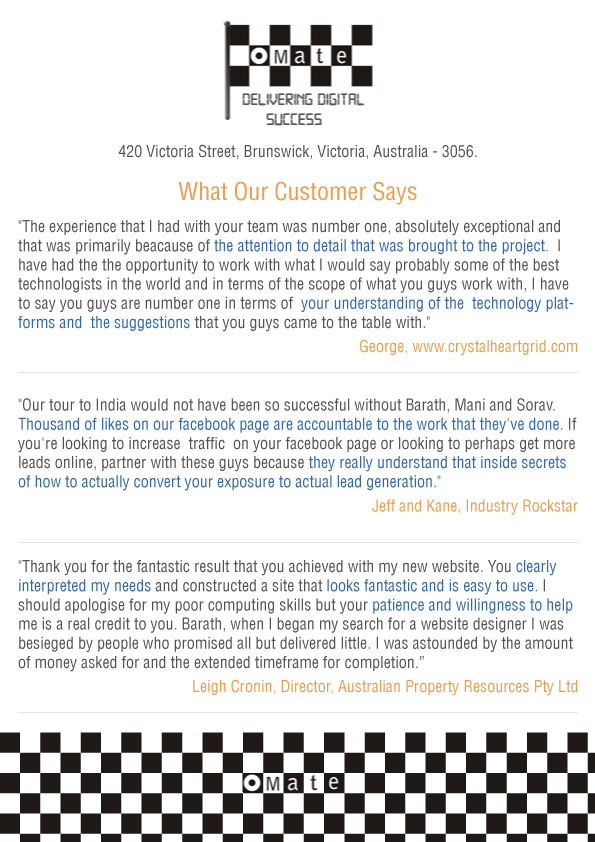 OMate
DELIVERING DIGITAL
SUCCESS
420 Victoria Street, Brunswick, Victoria, Australia - 3056.
What Our Customer Says
"The experience that I had with your team was number one, absolutely exceptional and
that was primarily beacause of the attention to detail that was brought to the project. I
have had the the opportunity to work with what I would say probably some of the best
technologists in the world and in terms of the scope of what you guys work with, I have
to say you guys are number one in terms of your understanding of the technology plat-
forms and the suggestions that you guys came to the table with."
George, www.crystalheartgrid.com
"Our tour to India would not have been so successful without Barath, Mani and Sorav.
Thousand of likes on our facebook page are accountable to the work that they've done. If
you're looking to increase traffic on your facebook page or looking to perhaps get more
leads online, partner with these guys because they really understand that inside secrets
of how to actually convert your exposure to actual lead generation."
Jeff and Kane, Industry Rockstar
"Thank you for the fantastic result that you achieved with my new website. You clearly
interpreted my needs and constructed a site that looks fantastic and is easy to use. I
should apologise for my poor computing skills but your patience and willingness to help
me is a real credit to you. Barath, when I began my search for a website designer I was
besieged by people who promised all but delivered little. I was astounded by the amount
of money asked for and the extended timeframe for completion.”
Leigh Cronin, Director, Australian Property Resources Pty Ltd
OMate